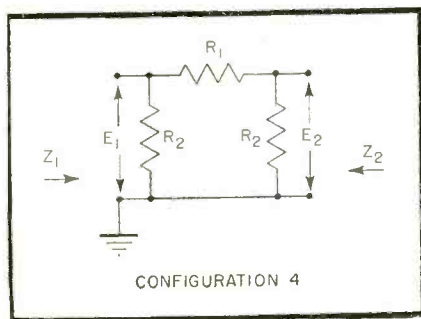 R₁
E₁ R₂ R₂ E₂
Z₁ Z₂
CONFIGURATION 4